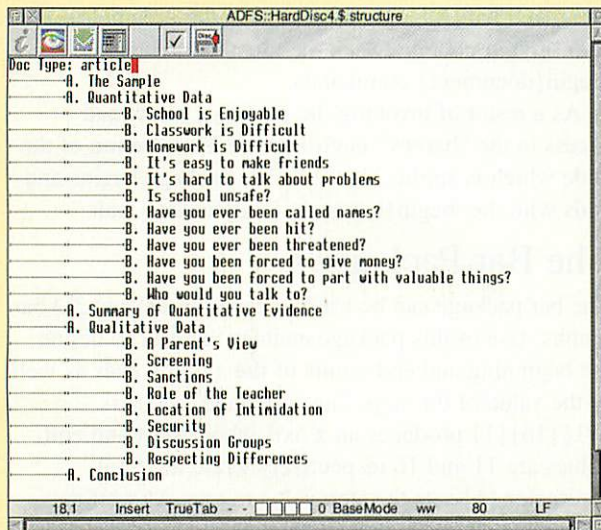 ADFS::HardDisc4.$.structure
Doc Type: article
A. The Sample
A. Quantitative Data
B. School is Enjoyable
B. Classwork is Difficult
B. Homework is Difficult
B. It's easy to make friends
B. It's hard to talk about problems
B. Is school unsafe?
B. Have you ever been called names?
B. Have you ever been hit?
B. Have you ever been threatened?
B. Have you been forced to give money?
B. Have you been forced to part with valuable things?
B. Who would you talk to?
A. Summary of Quantitative Evidence
A. Qualitative Data
B. A Parent's View
B. Screening
B. Sanctions
B. Role of the Teacher
B. Location of Intimidation
B. Security
B. Discussion Groups
B. Respecting Differences
A. Conclusion
18,1 Insert TrueTab - - 0 BaseMode ww 80 LF